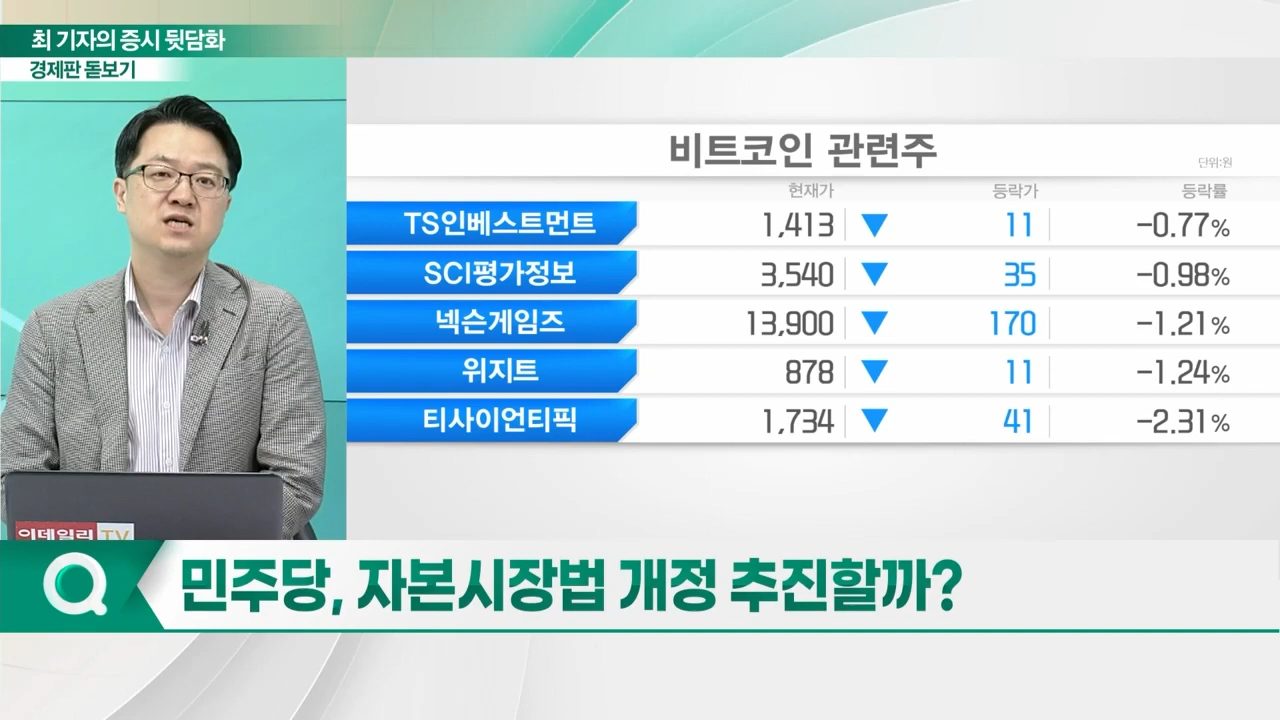 최 기자의 증시 뒷담화
경제판 돋보기
비트코인 관련주
단위:원
현재가 등락가 등락률
TS인베스트먼트 1,413 ▼ 11 -0.77%
SCI평가정보 3,540 ▼ 35 -0.98%
넥슨게임즈 13,900 ▼ 170 -1.21%
위지트 878 ▼ 11 -1.24%
티사이언티픽 1,734 ▼ 41 -2.31%
이데일리 TV
민주당, 자본시장법 개정 추진할까?